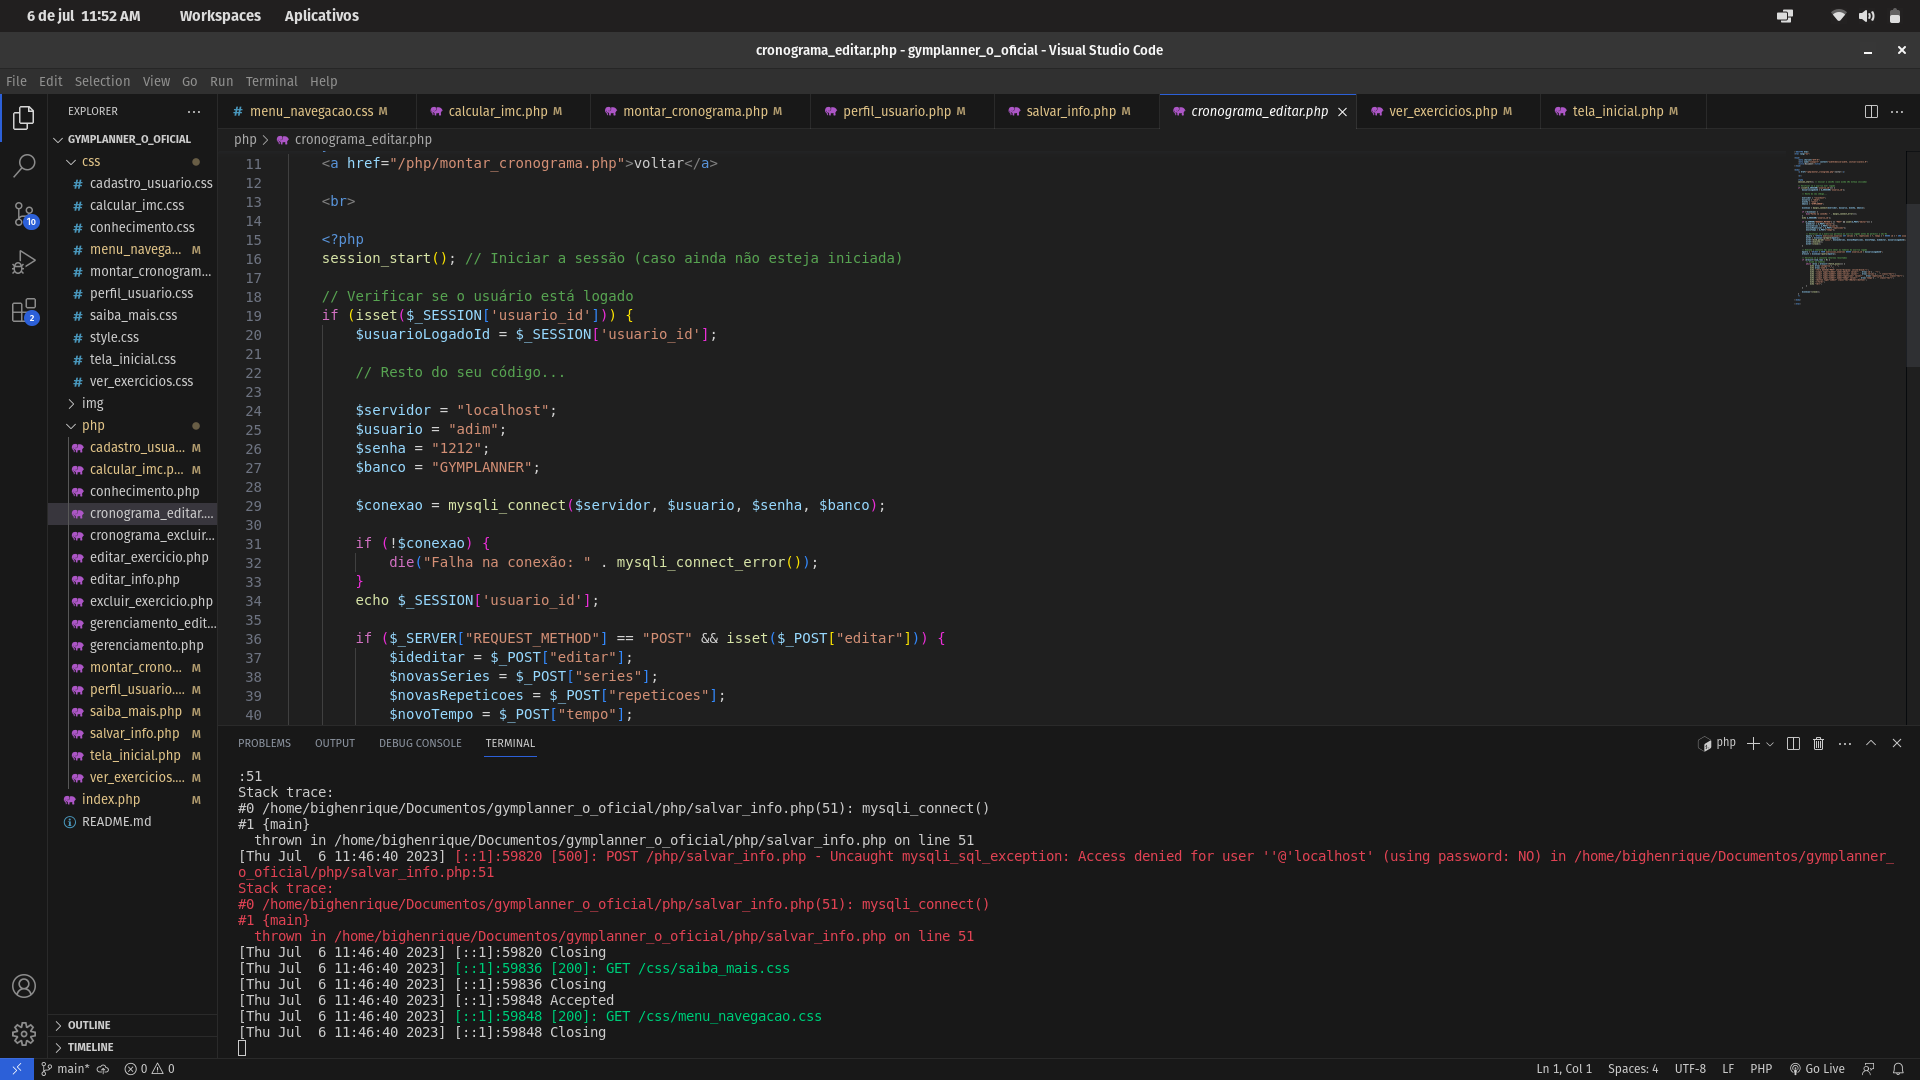 6 de jul 11:52 AM
Workspaces
Aplicativos
cronograma_editar.php - gymplanner_o_oficial - Visual Studio Code
File Edit Selection View Go Run Terminal Help
EXPLORER
menu_navegacao.css M
calcular_imc.php M
montar_cronograma.php M
perfil_usuario.php M
salvar_info.php M
cronograma_editar.php
ver_exercicios.php M
tela_inicial.php M
php > cronograma_editar.php
GYMPLANNER_O_OFICIAL
css
cadastro_usuario.css
calcular_imc.css
conhecimento.css
menu_navega... M
montar_cronogram...
perfil_usuario.css
saiba_mais.css
style.css
tela_inicial.css
ver_exercicios.css
img
php
cadastro_usua... M
calcular_imc.p... M
conhecimento.php
cronograma_editar....
cronograma_excluir...
editar_exercicio.php
editar_info.php
excluir_exercicio.php
gerenciamento_edit...
gerenciamento.php
montar_crono... M
perfil_usuario.... M
saiba_mais.php M
salvar_info.php M
tela_inicial.php M
ver_exercicios.... M
index.php M
README.md
OUTLINE
TIMELINE
10
2
11 <a href="/php/montar_cronograma.php">voltar</a>
12
13 <br>
14
15 <?php
16 session_start(); // Iniciar a sessão (caso ainda não esteja iniciada)
17
18 // Verificar se o usuário está logado
19 if (isset($_SESSION['usuario_id'])) {
20 $usuarioLogadoId = $_SESSION['usuario_id'];
21
22 // Resto do seu código...
23
24 $servidor = "localhost";
25 $usuario = "adim";
26 $senha = "1212";
27 $banco = "GYMPLANNER";
28
29 $conexao = mysqli_connect($servidor, $usuario, $senha, $banco);
30
31 if (!$conexao) {
32 die("Falha na conexão: " . mysqli_connect_error());
33 }
34 echo $_SESSION['usuario_id'];
35
36 if ($_SERVER["REQUEST_METHOD"] == "POST" && isset($_POST["editar"])) {
37 $ideditar = $_POST["editar"];
38 $novasSeries = $_POST["series"];
39 $novasRepeticoes = $_POST["repeticoes"];
40 $novoTempo = $_POST["tempo"];
PROBLEMS OUTPUT DEBUG CONSOLE TERMINAL
php
:51
Stack trace:
#0 /home/bighenrique/Documentos/gymplanner_o_oficial/php/salvar_info.php(51): mysqli_connect()
#1 {main}
thrown in /home/bighenrique/Documentos/gymplanner_o_oficial/php/salvar_info.php on line 51
[Thu Jul  6 11:46:40 2023] [::1]:59820 [500]: POST /php/salvar_info.php - Uncaught mysqli_sql_exception: Access denied for user ''@'localhost' (using password: NO) in /home/bighenrique/Documentos/gymplanner_
o_oficial/php/salvar_info.php:51
Stack trace:
#0 /home/bighenrique/Documentos/gymplanner_o_oficial/php/salvar_info.php(51): mysqli_connect()
#1 {main}
thrown in /home/bighenrique/Documentos/gymplanner_o_oficial/php/salvar_info.php on line 51
[Thu Jul  6 11:46:40 2023] [::1]:59820 Closing
[Thu Jul  6 11:46:40 2023] [::1]:59836 [200]: GET /css/saiba_mais.css
[Thu Jul  6 11:46:40 2023] [::1]:59836 Closing
[Thu Jul  6 11:46:40 2023] [::1]:59848 Accepted
[Thu Jul  6 11:46:40 2023] [::1]:59848 [200]: GET /css/menu_navegacao.css
[Thu Jul  6 11:46:40 2023] [::1]:59848 Closing
main* 0 0
Ln 1, Col 1 Spaces: 4 UTF-8 LF PHP Go Live